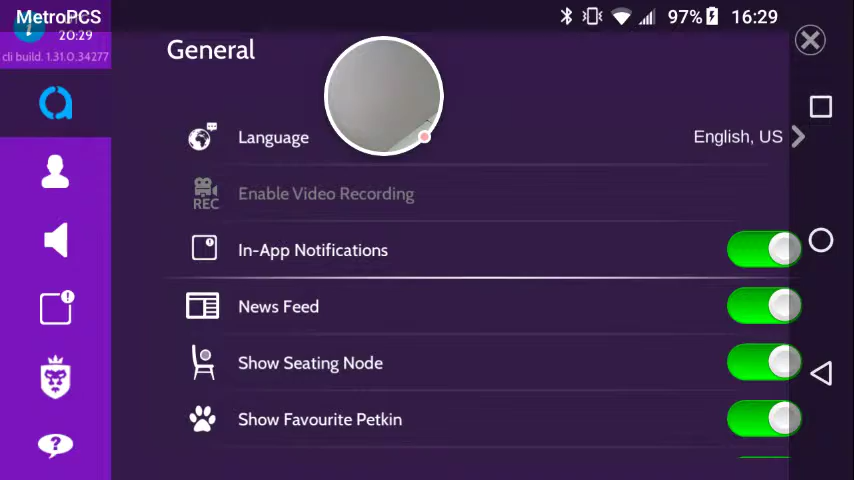 MetroPCS
97%
16:29
20:29
cli build. 1.31.0.34277
General
Language
English, US
REC
Enable Video Recording
In-App Notifications
News Feed
Show Seating Node
Show Favourite Petkin